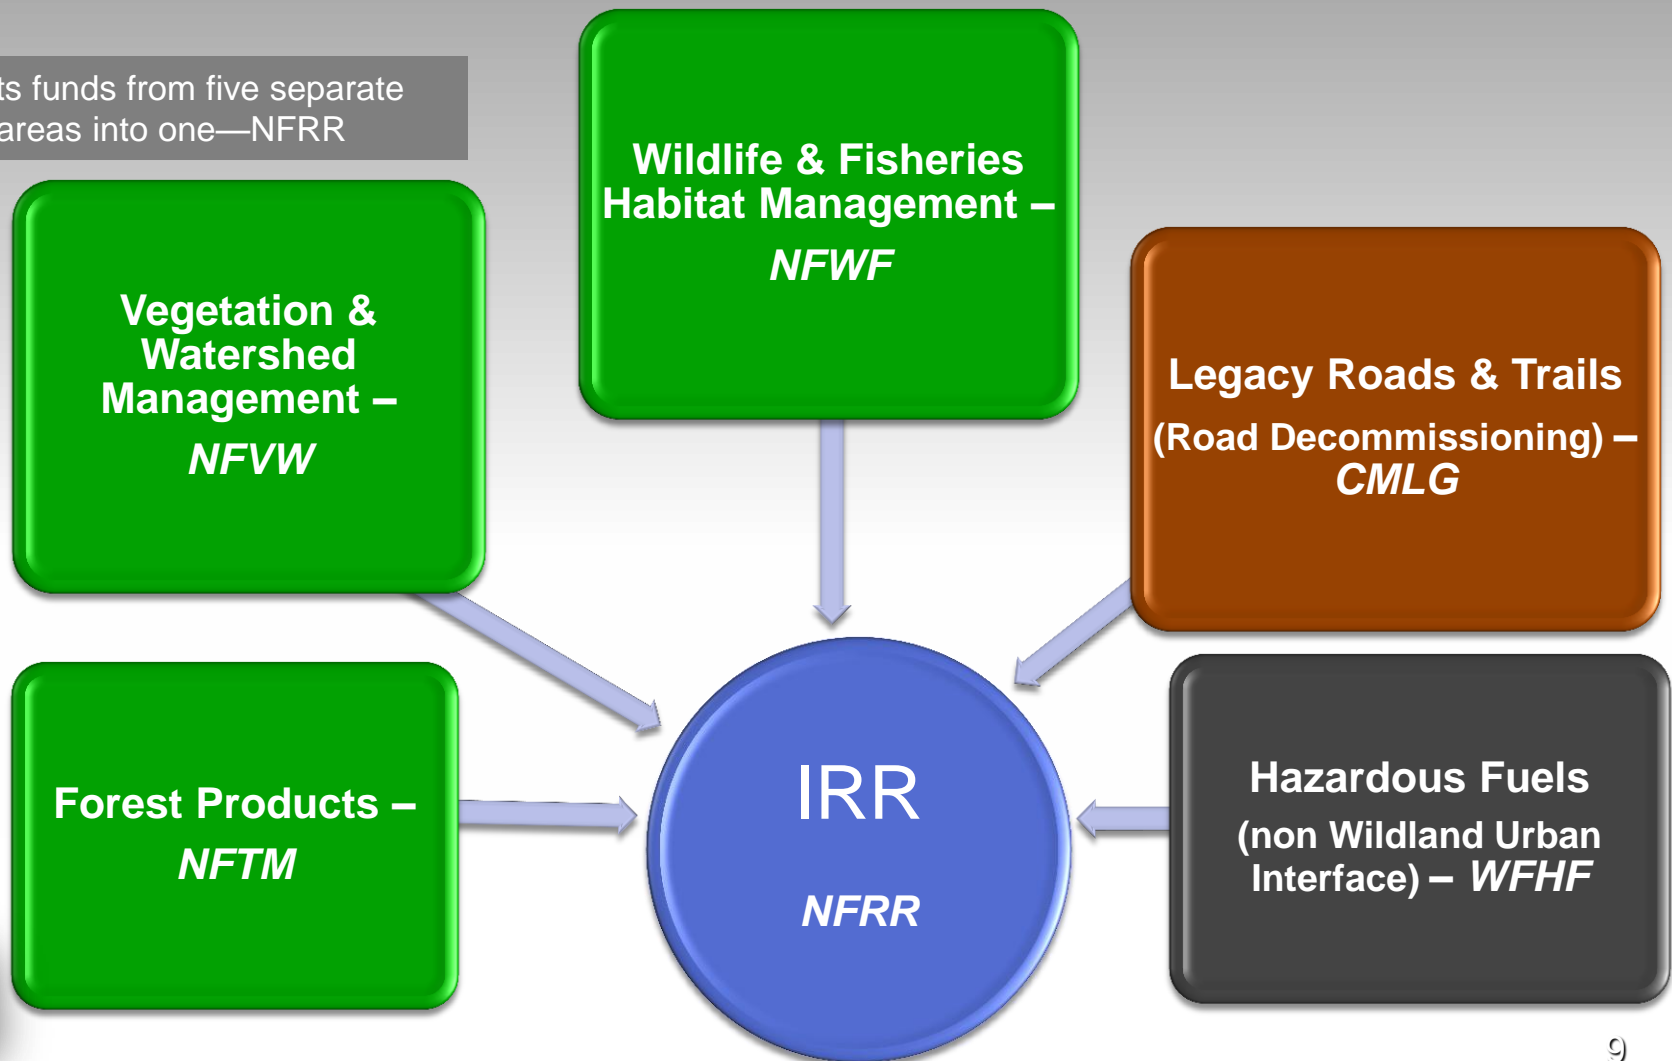 ts funds from five separate
areas into one—NFRR
Wildlife & Fisheries
Habitat Management –
NFWF
Vegetation &
Watershed
Management –
NFVW
Legacy Roads & Trails
(Road Decommissioning) –
CMLG
Forest Products –
NFTM
IRR
NFRR
Hazardous Fuels
(non Wildland Urban
Interface) – WFHF
9